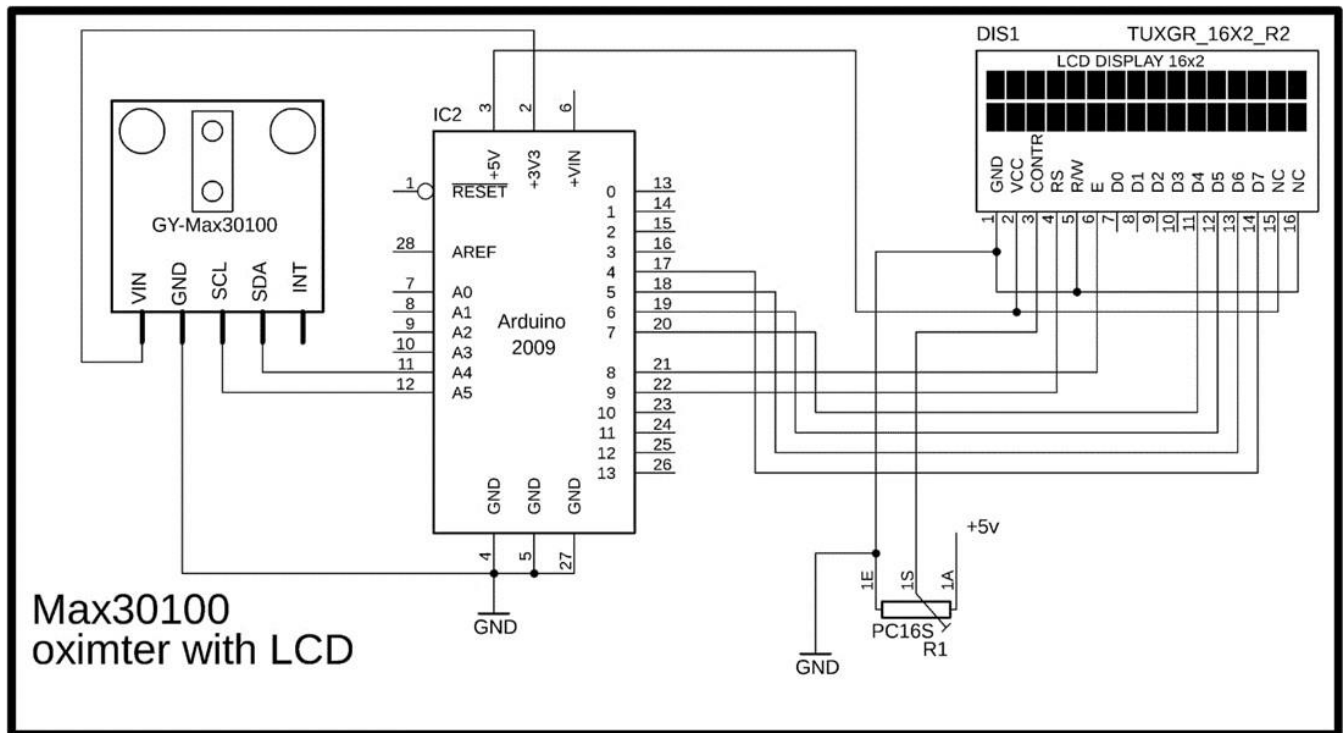 DIS1 TUXGR_16X2_R2
LCD DISPLAY 16x2
GND VCC CONTR RS R/W E D0 D1 D2 D3 D4 D5 D6 D7 NC NC
1 2 3 4 5 6 7 8 9 10 11 12 13 14 15 16
GY-Max30100
VIN GND SCL SDA INT
IC2
3 2 6
+5V +3V3 +VIN
1 RESET
28 AREF
7 A0
8 A1
9 A2
10 A3
11 A4
12 A5
Arduino
2009
0 13
1 14
2 15
3 16
4 17
5 18
6 19
7 20
8 21
9 22
10 23
11 24
12 25
13 26
GND GND GND
4 5 27
GND
+5v
1E 1S 1A
PC16S
R1
GND
Max30100
oximter with LCD